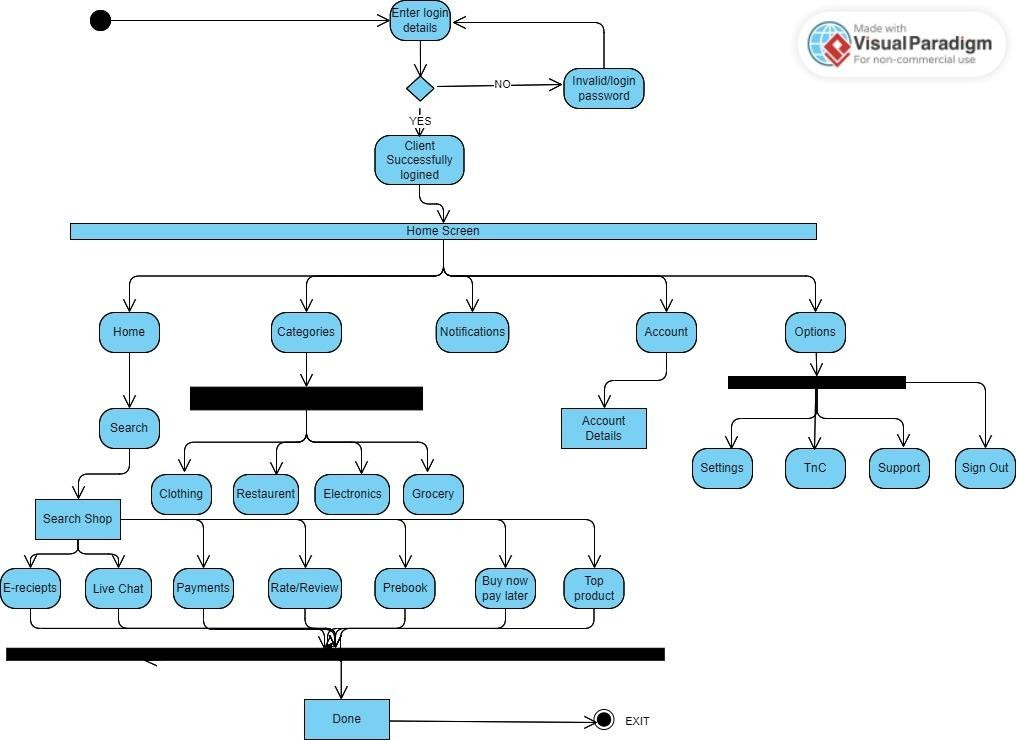 Enter login
details
Made with
Visual Paradigm
For non-commercial use
NO
Invalid/login
password
YES
Client
Successfully
logined
Home Screen
Home
Categories
Notifications
Account
Options
Search
Account
Details
Settings
TnC
Support
Sign Out
Clothing
Restaurent
Electronics
Grocery
Search Shop
E-reciepts
Live Chat
Payments
Rate/Review
Prebook
Buy now
pay later
Top
product
Done
EXIT